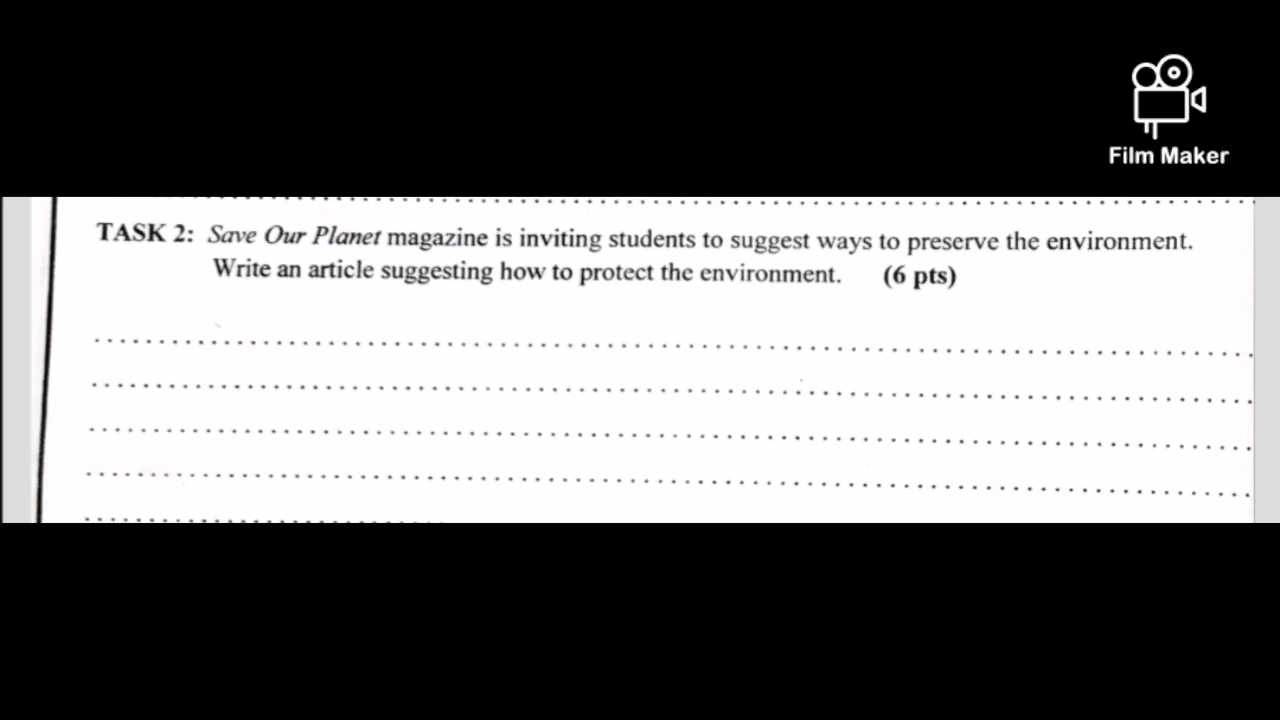 Film Maker
TASK 2: Save Our Planet magazine is inviting students to suggest ways to preserve the environment.
Write an article suggesting how to protect the environment. (6 pts)